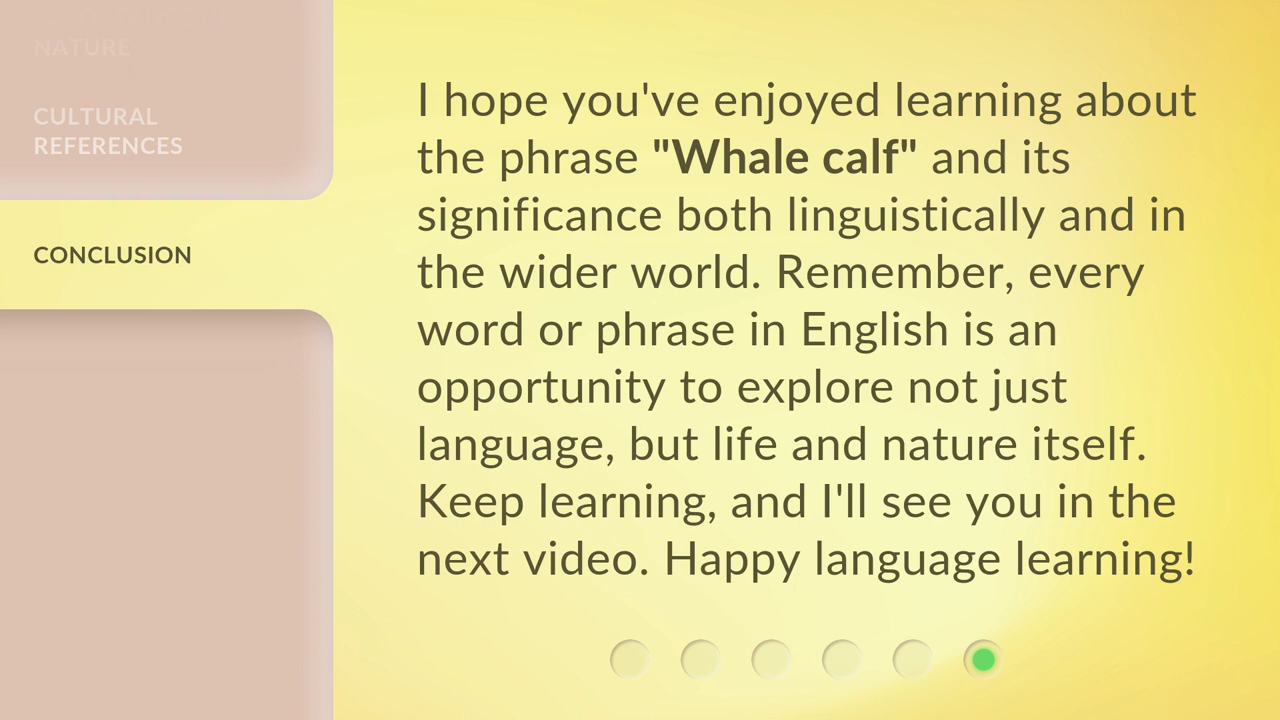 NATURE
CULTURAL
REFERENCES
CONCLUSION
I hope you've enjoyed learning about
the phrase "Whale calf" and its
significance both linguistically and in
the wider world. Remember, every
word or phrase in English is an
opportunity to explore not just
language, but life and nature itself.
Keep learning, and I'll see you in the
next video. Happy language learning!